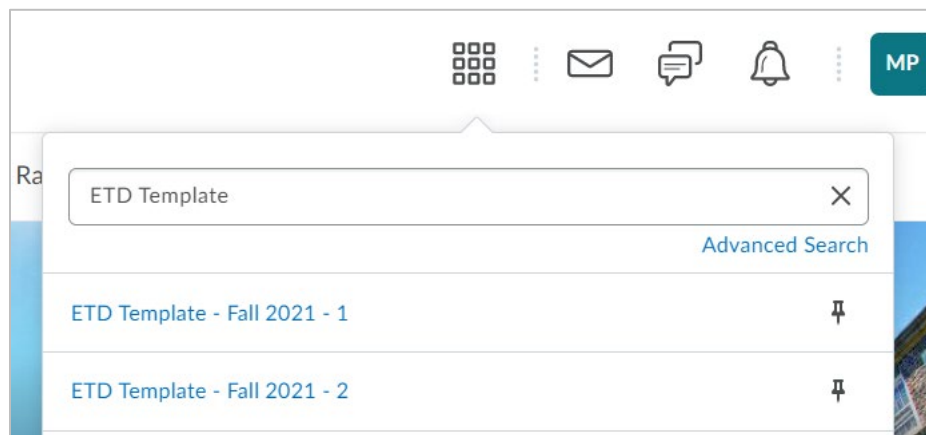 MP
Ra
ETD Template
Advanced Search
ETD Template - Fall 2021 - 1
ETD Template - Fall 2021 - 2